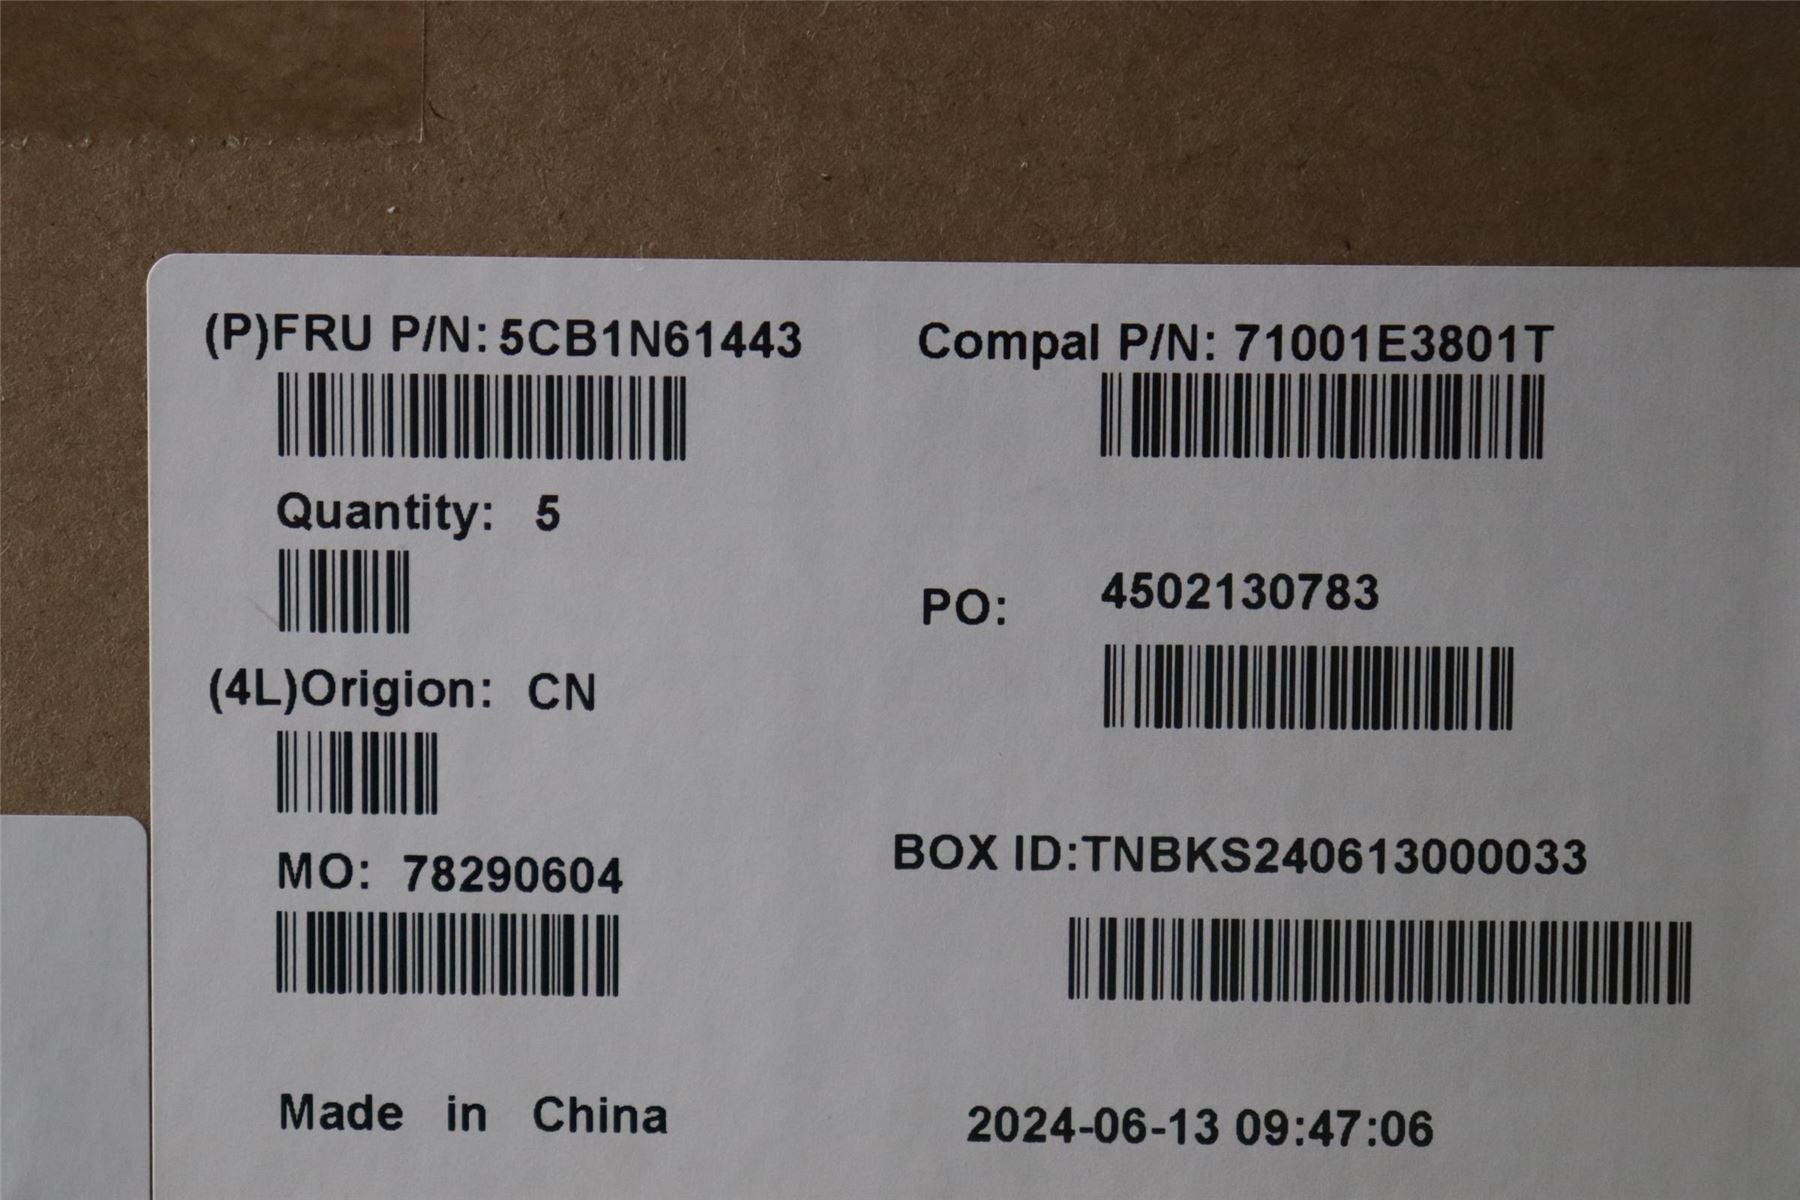 (P)FRU P/N: 5CB1N61443
Compal P/N: 71001E3801T
Quantity: 5
PO: 4502130783
(4L)Origion: CN
BOX ID:TNBKS240613000033
MO: 78290604
Made in China
2024-06-13 09:47:06